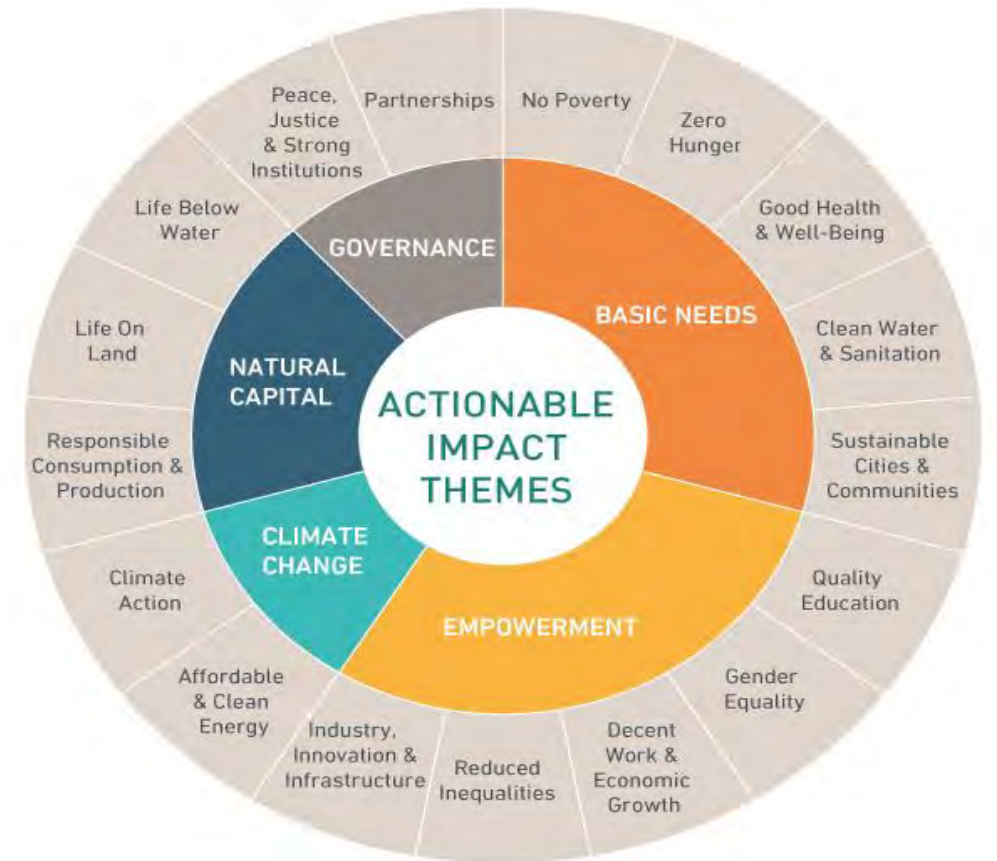 ACTIONABLE
IMPACT
THEMES
BASIC NEEDS
EMPOWERMENT
CLIMATE
CHANGE
NATURAL
CAPITAL
GOVERNANCE
No Poverty
Zero
Hunger
Good Health
& Well-Being
Clean Water
& Sanitation
Sustainable
Cities &
Communities
Quality
Education
Gender
Equality
Decent
Work &
Economic
Growth
Reduced
Inequalities
Industry,
Innovation &
Infrastructure
Affordable
& Clean
Energy
Climate
Action
Responsible
Consumption &
Production
Life On
Land
Life Below
Water
Peace,
Justice
& Strong
Institutions
Partnerships